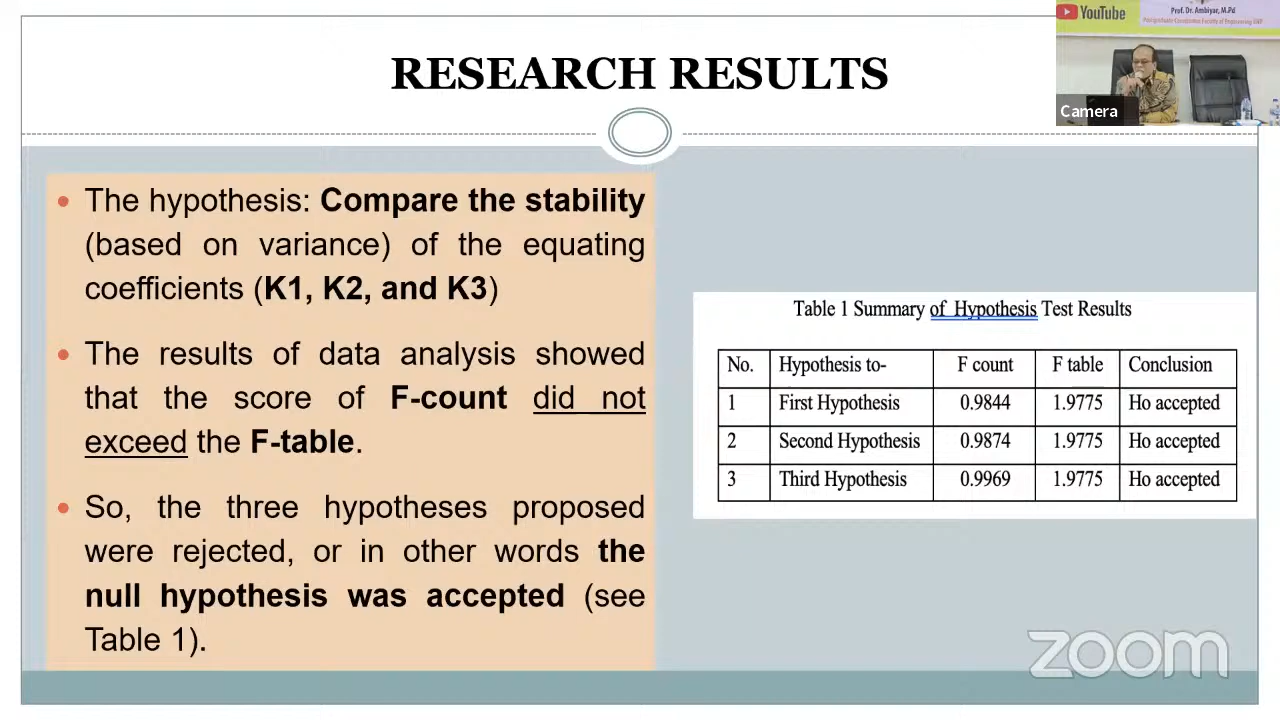 YouTube
Prof. Dr. Ambiyar, M.Pd
Camera
RESEARCH RESULTS
• The hypothesis: Compare the stability
(based on variance) of the equating
coefficients (K1, K2, and K3)
• The results of data analysis showed
that the score of F-count did not
exceed the F-table.
• So, the three hypotheses proposed
were rejected, or in other words the
null hypothesis was accepted (see
Table 1).
Table 1 Summary of Hypothesis Test Results
No. Hypothesis to- F count F table Conclusion
1 First Hypothesis 0.9844 1.9775 Ho accepted
2 Second Hypothesis 0.9874 1.9775 Ho accepted
3 Third Hypothesis 0.9969 1.9775 Ho accepted
zoom